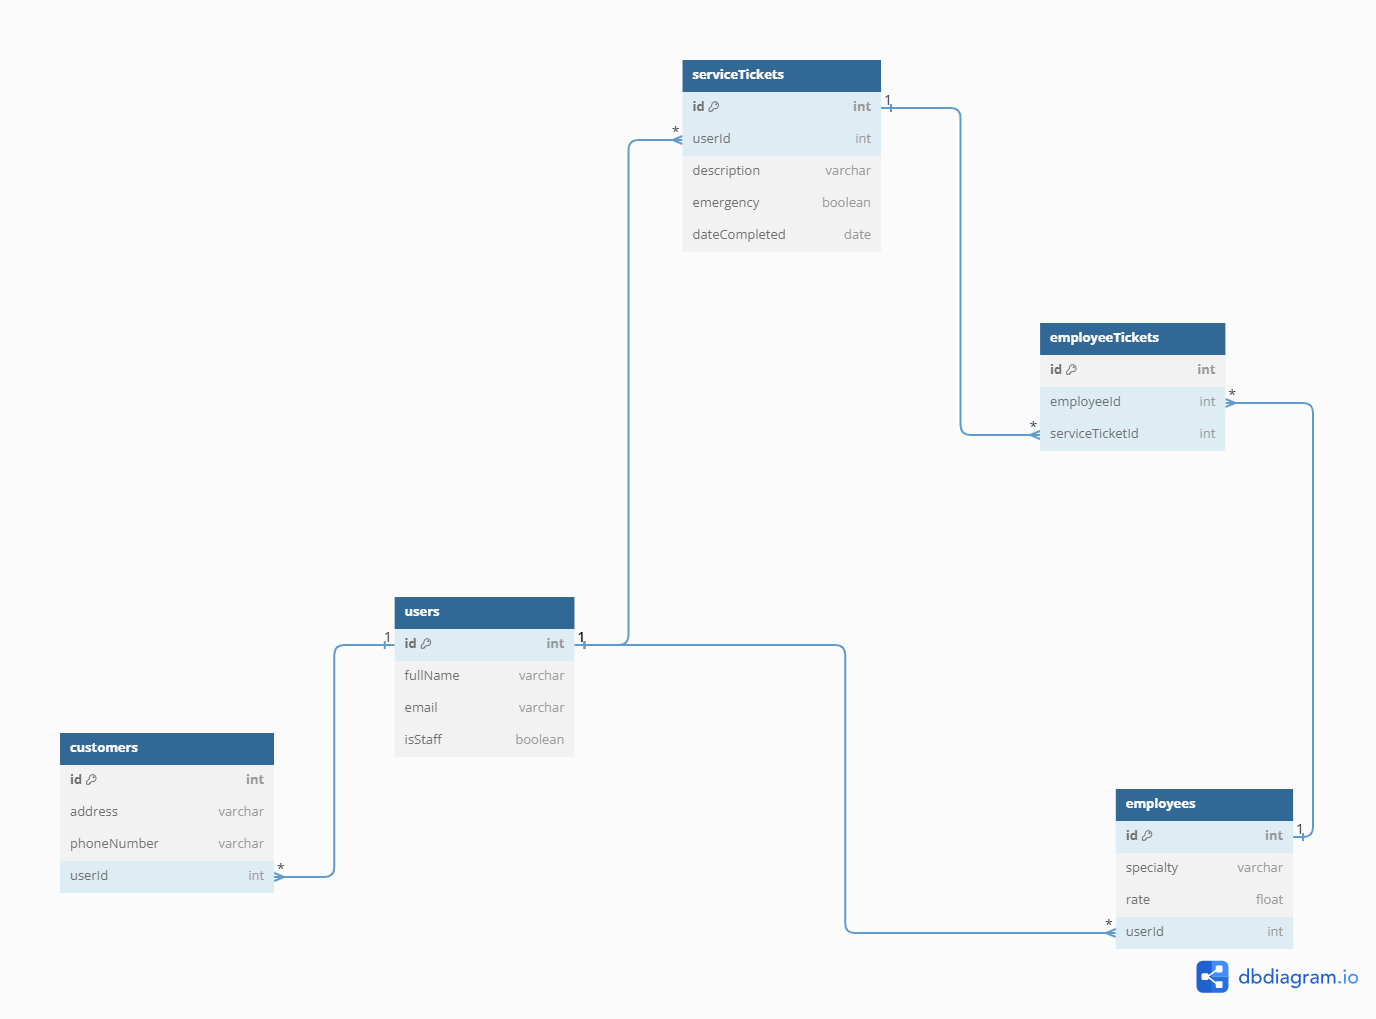 serviceTickets
id int
userId int
description varchar
emergency boolean
dateCompleted date
1
*
employeeTickets
id int
employeeId int
serviceTicketId int
*
*
users
id int
fullName varchar
email varchar
isStaff boolean
1
1
customers
id int
address varchar
phoneNumber varchar
userId int
*
employees
id int
specialty varchar
rate float
userId int
1
*
dbdiagram.io